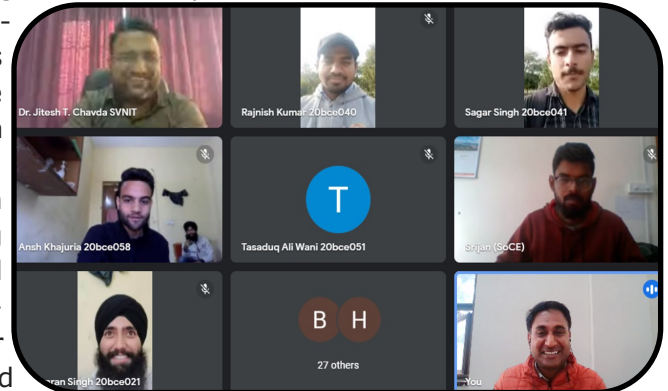 Dr. Jitesh T. Chavda SVNIT
Rajnish Kumar 20bce040
Sagar Singh 20bce041
Ansh Khajuria 20bce058
T
Tasaduq Ali Wani 20bce051
Srijan (SoCE)
Singh 20bce021
B H
27 others
You